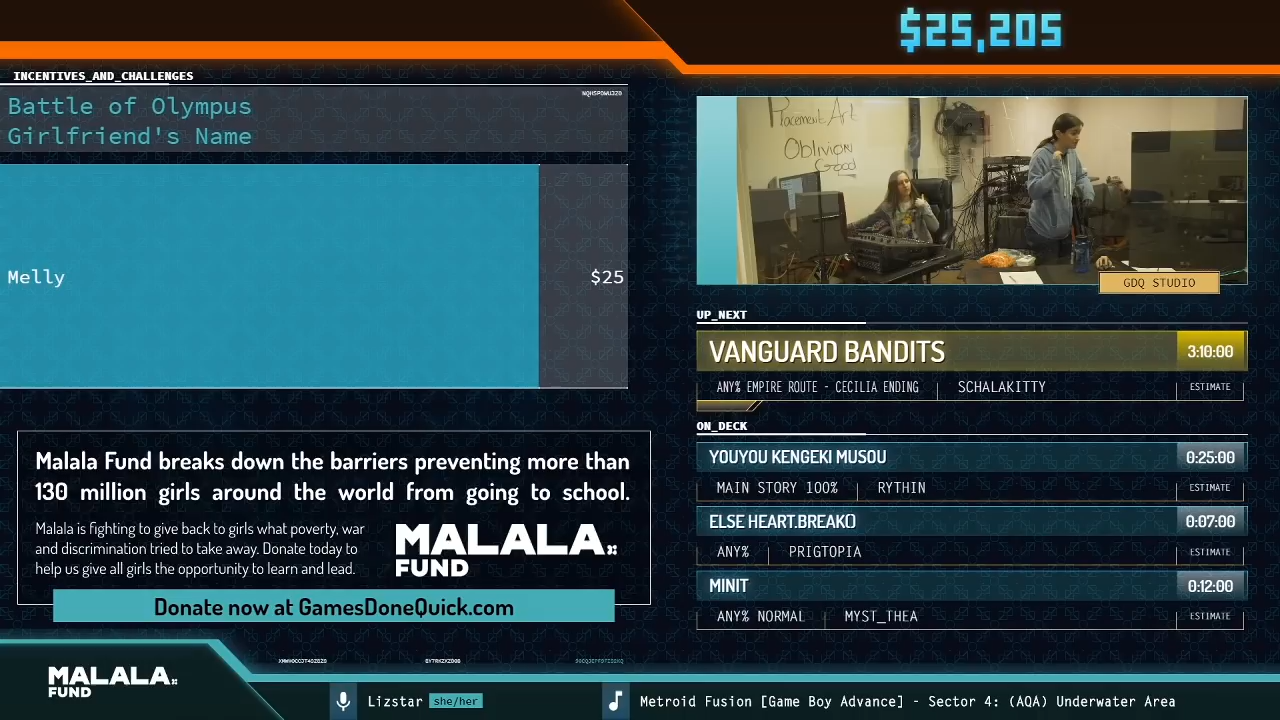 $25,205
INCENTIVES_AND_CHALLENGES
Battle of Olympus
Girlfriend's Name
Melly
$25
Malala Fund breaks down the barriers preventing more than
130 million girls around the world from going to school.
Malala is fighting to give back to girls what poverty, war
and discrimination tried to take away. Donate today to
help us give all girls the opportunity to learn and lead.
MALALA
FUND
Donate now at GamesDoneQuick.com
Placement Art
Oblivion
Good
GDQ STUDIO
UP_NEXT
VANGUARD BANDITS
3:10:00
ANY% EMPIRE ROUTE - CECILIA ENDING
SCHALAKITTY
ESTIMATE
ON_DECK
YOUYOU KENGEKI MUSOU
0:25:00
MAIN STORY 100%
RYTHIN
ESTIMATE
ELSE HEART.BREAK()
0:07:00
ANY%
PRIGTOPIA
ESTIMATE
MINIT
0:12:00
ANY% NORMAL
MYST_THEA
ESTIMATE
MALALA
FUND
Lizstar she/her
Metroid Fusion [Game Boy Advance] - Sector 4: (AQA) Underwater Area